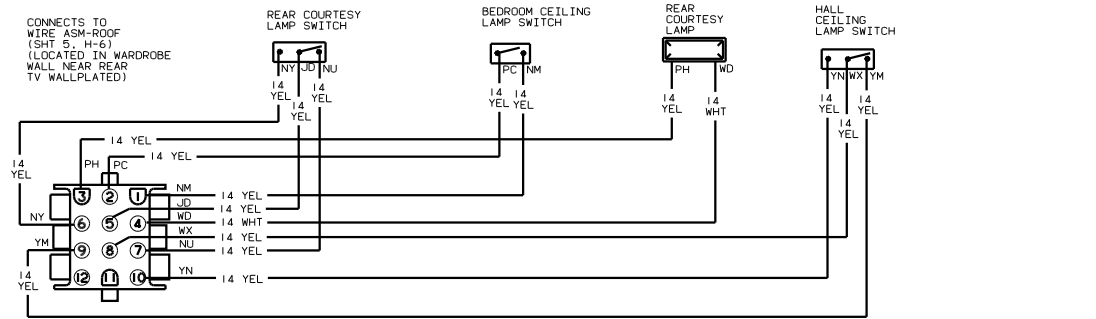 CONNECTS TO
WIRE ASM-ROOF
(SHT 5, H-6)
(LOCATED IN WARDROBE
WALL NEAR REAR
TV WALLPLATED)
REAR COURTESY
LAMP SWITCH
BEDROOM CEILING
LAMP SWITCH
REAR
COURTESY
LAMP
HALL
CEILING
LAMP SWITCH
NY JD NU
PC NM
PH WD
YN WX YM
14
YEL
14
YEL
14
YEL
14
YEL
14
YEL
14
YEL
14
WHT
14
YEL
14
YEL
14
YEL
14 YEL
14 YEL
14
YEL
PH PC
3 2 1
NM 14 YEL
JD 14 YEL
NY 6 5 4
WD 14 WHT
WX 14 YEL
YM 9 8 7
NU 14 YEL
14
YEL
12 11 10
YN 14 YEL